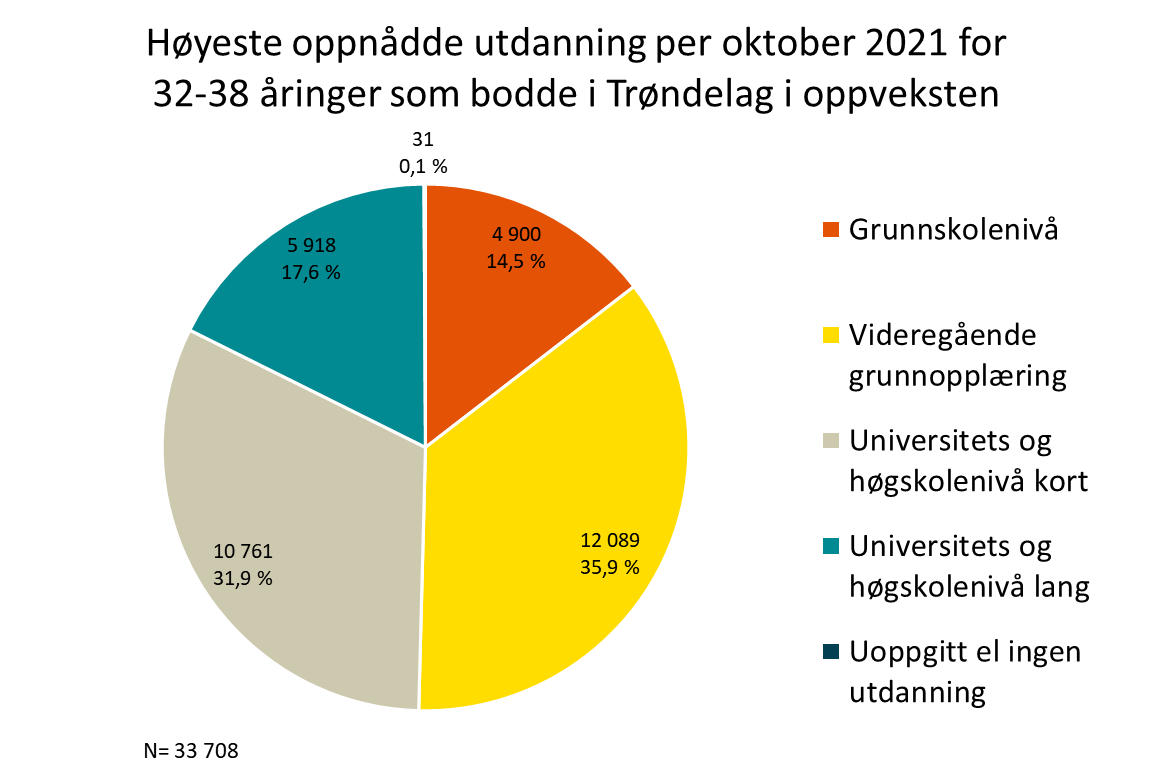 Høyeste oppnådde utdanning per oktober 2021 for
32-38 åringer som bodde i Trøndelag i oppveksten
31
0,1 %
4 900
14,5 %
5 918
17,6 %
10 761
31,9 %
12 089
35,9 %
Grunnskolenivå
Videregående
grunnopplæring
Universitets og
høgskolenivå kort
Universitets og
høgskolenivå lang
Uoppgitt el ingen
utdanning
N= 33 708